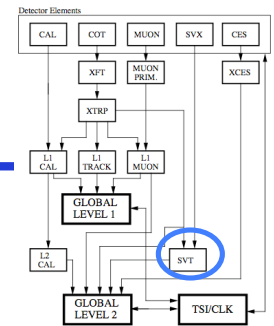 Detector Elements
CAL COT MUON SVX CES
XFT MUON PRIM. XCES
XTRP
L1 CAL L1 TRACK L1 MUON
GLOBAL LEVEL 1
L2 CAL SVT
GLOBAL LEVEL 2 TSI/CLK